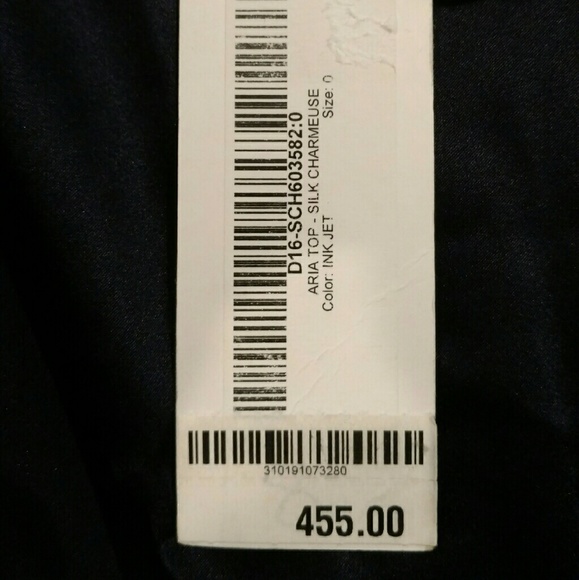 D16-SCH603582:0
ARIA TOP - SILK CHARMEUSE
Color: INK JET Size: 0
310191073280
455.00